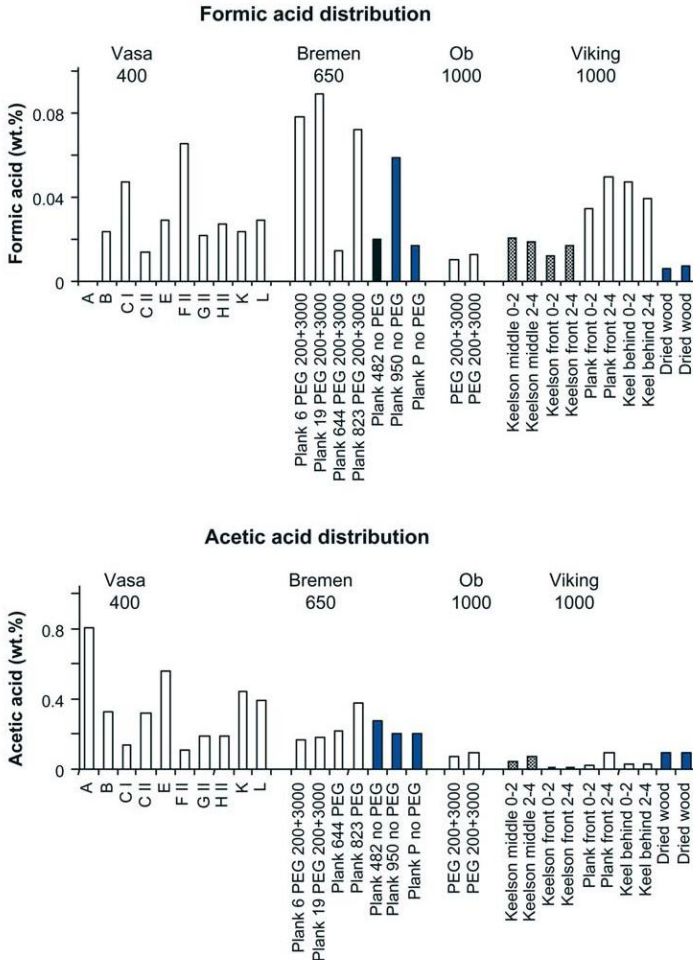 Formic acid distribution
Vasa Bremen Ob Viking
400 650 1000 1000
Formic acid (wt.%)
0.08
0.04
0
A
B
C I
C II
E
F II
G II
H II
K
L
Plank 6 PEG 200+3000
Plank 19 PEG 200+3000
Plank 644 PEG 200+3000
Plank 823 PEG 200+3000
Plank 482 no PEG
Plank 950 no PEG
Plank P no PEG
PEG 200+3000
PEG 200+3000
Keelson middle 0-2
Keelson middle 2-4
Keelson front 0-2
Keelson front 2-4
Plank front 0-2
Plank front 2-4
Keel behind 0-2
Keel behind 2-4
Dried wood
Dried wood
Acetic acid distribution
Vasa Bremen Ob Viking
400 650 1000 1000
Acetic acid (wt.%)
0.8
0.4
0
A
B
C I
C II
E
F II
G II
H II
K
L
Plank 6 PEG 200+3000
Plank 19 PEG 200+3000
Plank 644 PEG
Plank 823 PEG
Plank 482 no PEG
Plank 950 no PEG
Plank P no PEG
PEG 200+3000
PEG 200+3000
Keelson middle 0-2
Keelson middle 2-4
Keelson front 0-2
Keelson front 2-4
Plank front 0-2
Plank front 2-4
Keel behind 0-2
Keel behind 2-4
Dried wood
Dried wood